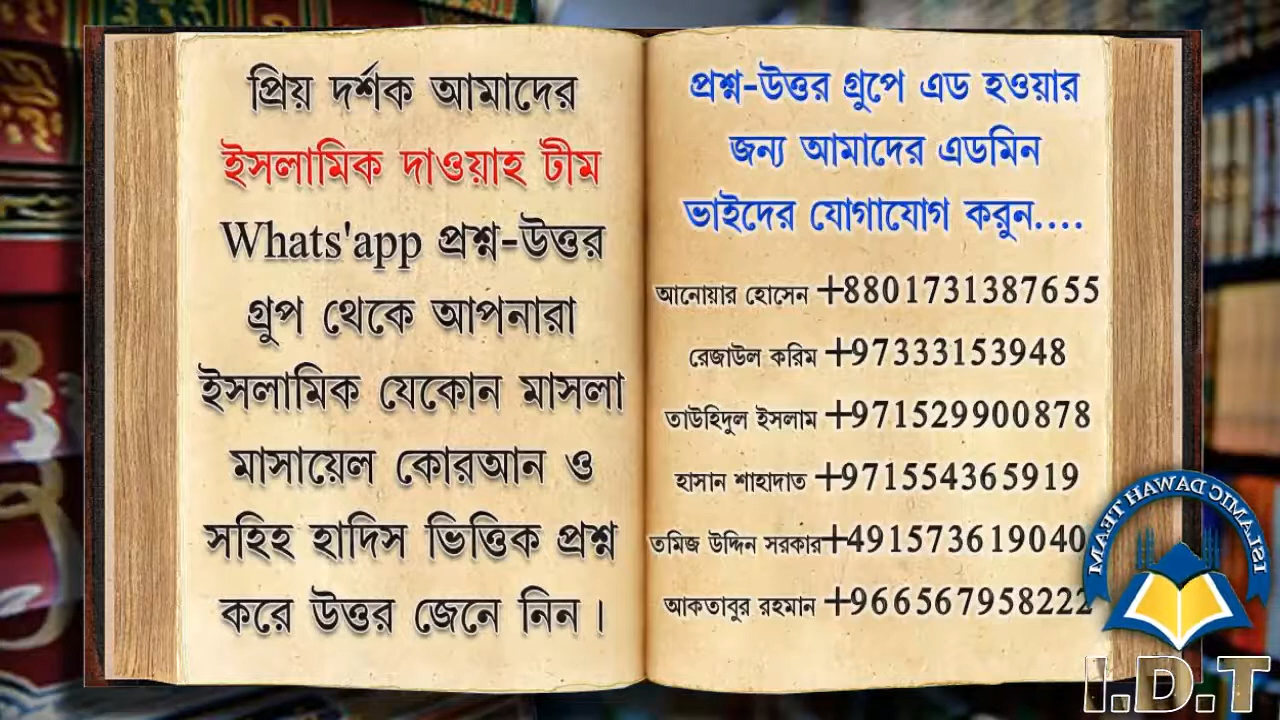 প্রিয় দর্শক আমাদের
ইসলামিক দাওয়াহ টীম
Whats'app প্রশ্ন-উত্তর
গ্রুপ থেকে আপনারা
ইসলামিক যেকোন মাসলা
মাসায়েল কোরআন ও
সহিহ হাদিস ভিত্তিক প্রশ্ন
করে উত্তর জেনে নিন।
প্রশ্ন-উত্তর গ্রুপে এড হওয়ার
জন্য আমাদের এডমিন
ভাইদের যোগাযোগ করুন....
আনোয়ার হোসেন +8801731387655
রেজাউল করিম +97333153948
তাউহিদুল ইসলাম +971529900878
হাসান শাহাদাত +971554365919
তমিজ উদ্দিন সরকার+491573619040
আকতাবুর রহমান +966567958222
ISLAMIC DAWAH TEAM
I.D.T